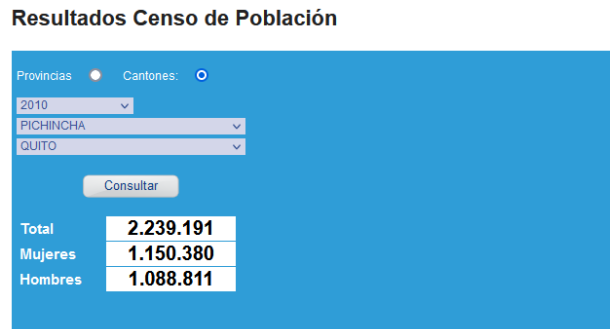 Resultados Censo de Población
Provincias Cantones:
2010
PICHINCHA
QUITO
Consultar
Total 2.239.191
Mujeres 1.150.380
Hombres 1.088.811